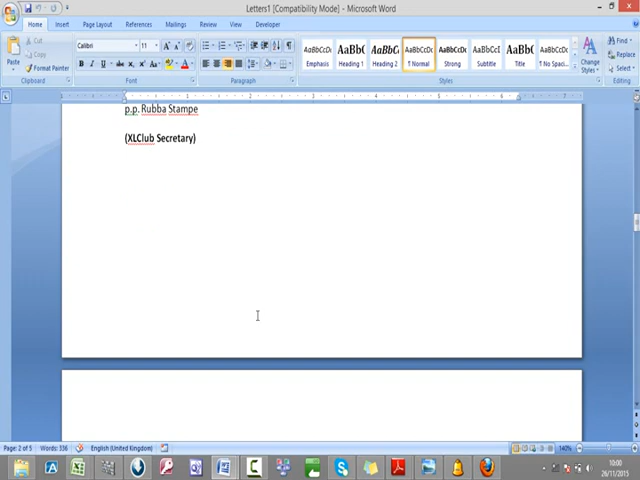 Letters1 [Compatibility Mode] - Microsoft Word
Home Insert Page Layout References Mailings Review View Developer
Paste
Cut
Copy
Format Painter
Calibri 11
AaBbCcDc AaBbC AaBbCc AaBbCcDc AaBbCcDc AaBbCcI AaBb( AaBbCcDc
Emphasis Heading 1 Heading 2 ¶ Normal Strong Subtitle Title ¶ No Spaci...
Change Styles
Find
Replace
Select
Clipboard Font Paragraph Styles Editing
p.p. Rubba Stampe
(XLClub Secretary)
Page: 2 of 5 Words: 336 English (United Kingdom) 140%
10:00
26/11/2015